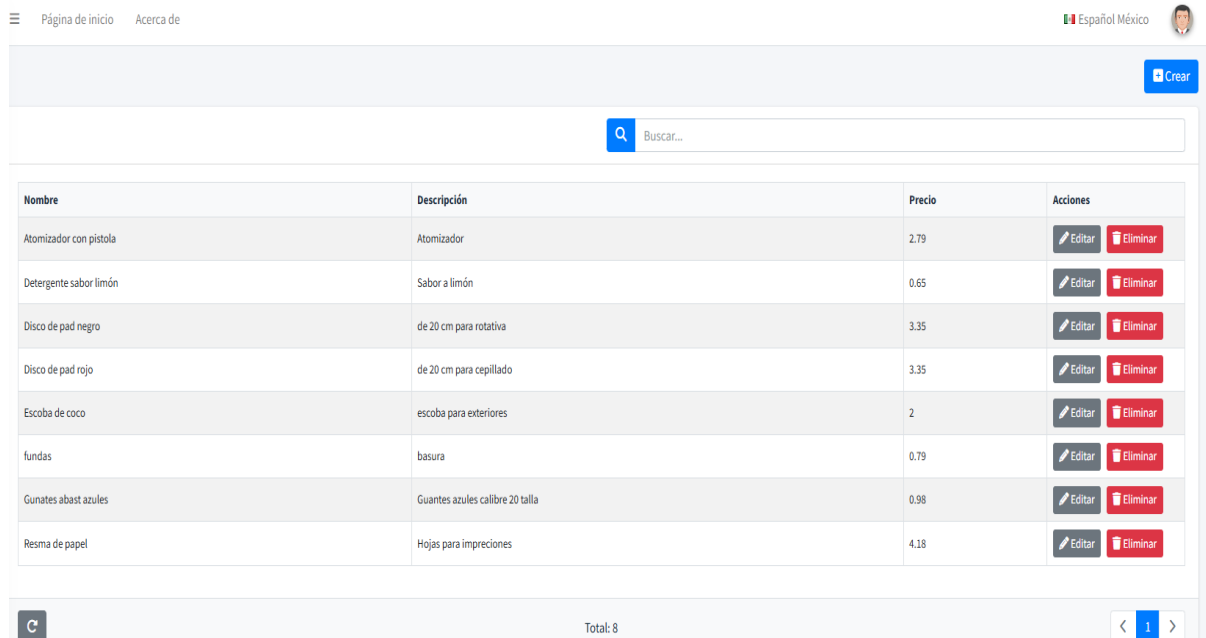 Página de inicio Acerca de Español México
Crear
Buscar...
Nombre Descripción Precio Acciones
Atomizador con pistola Atomizador 2.79 Editar Eliminar
Detergente sabor limón Sabor a limón 0.65 Editar Eliminar
Disco de pad negro de 20 cm para rotativa 3.35 Editar Eliminar
Disco de pad rojo de 20 cm para cepillado 3.35 Editar Eliminar
Escoba de coco escoba para exteriores 2 Editar Eliminar
fundas basura 0.79 Editar Eliminar
Gunates abast azules Guantes azules calibre 20 talla 0.98 Editar Eliminar
Resma de papel Hojas para impreciones 4.18 Editar Eliminar
Total: 8 1